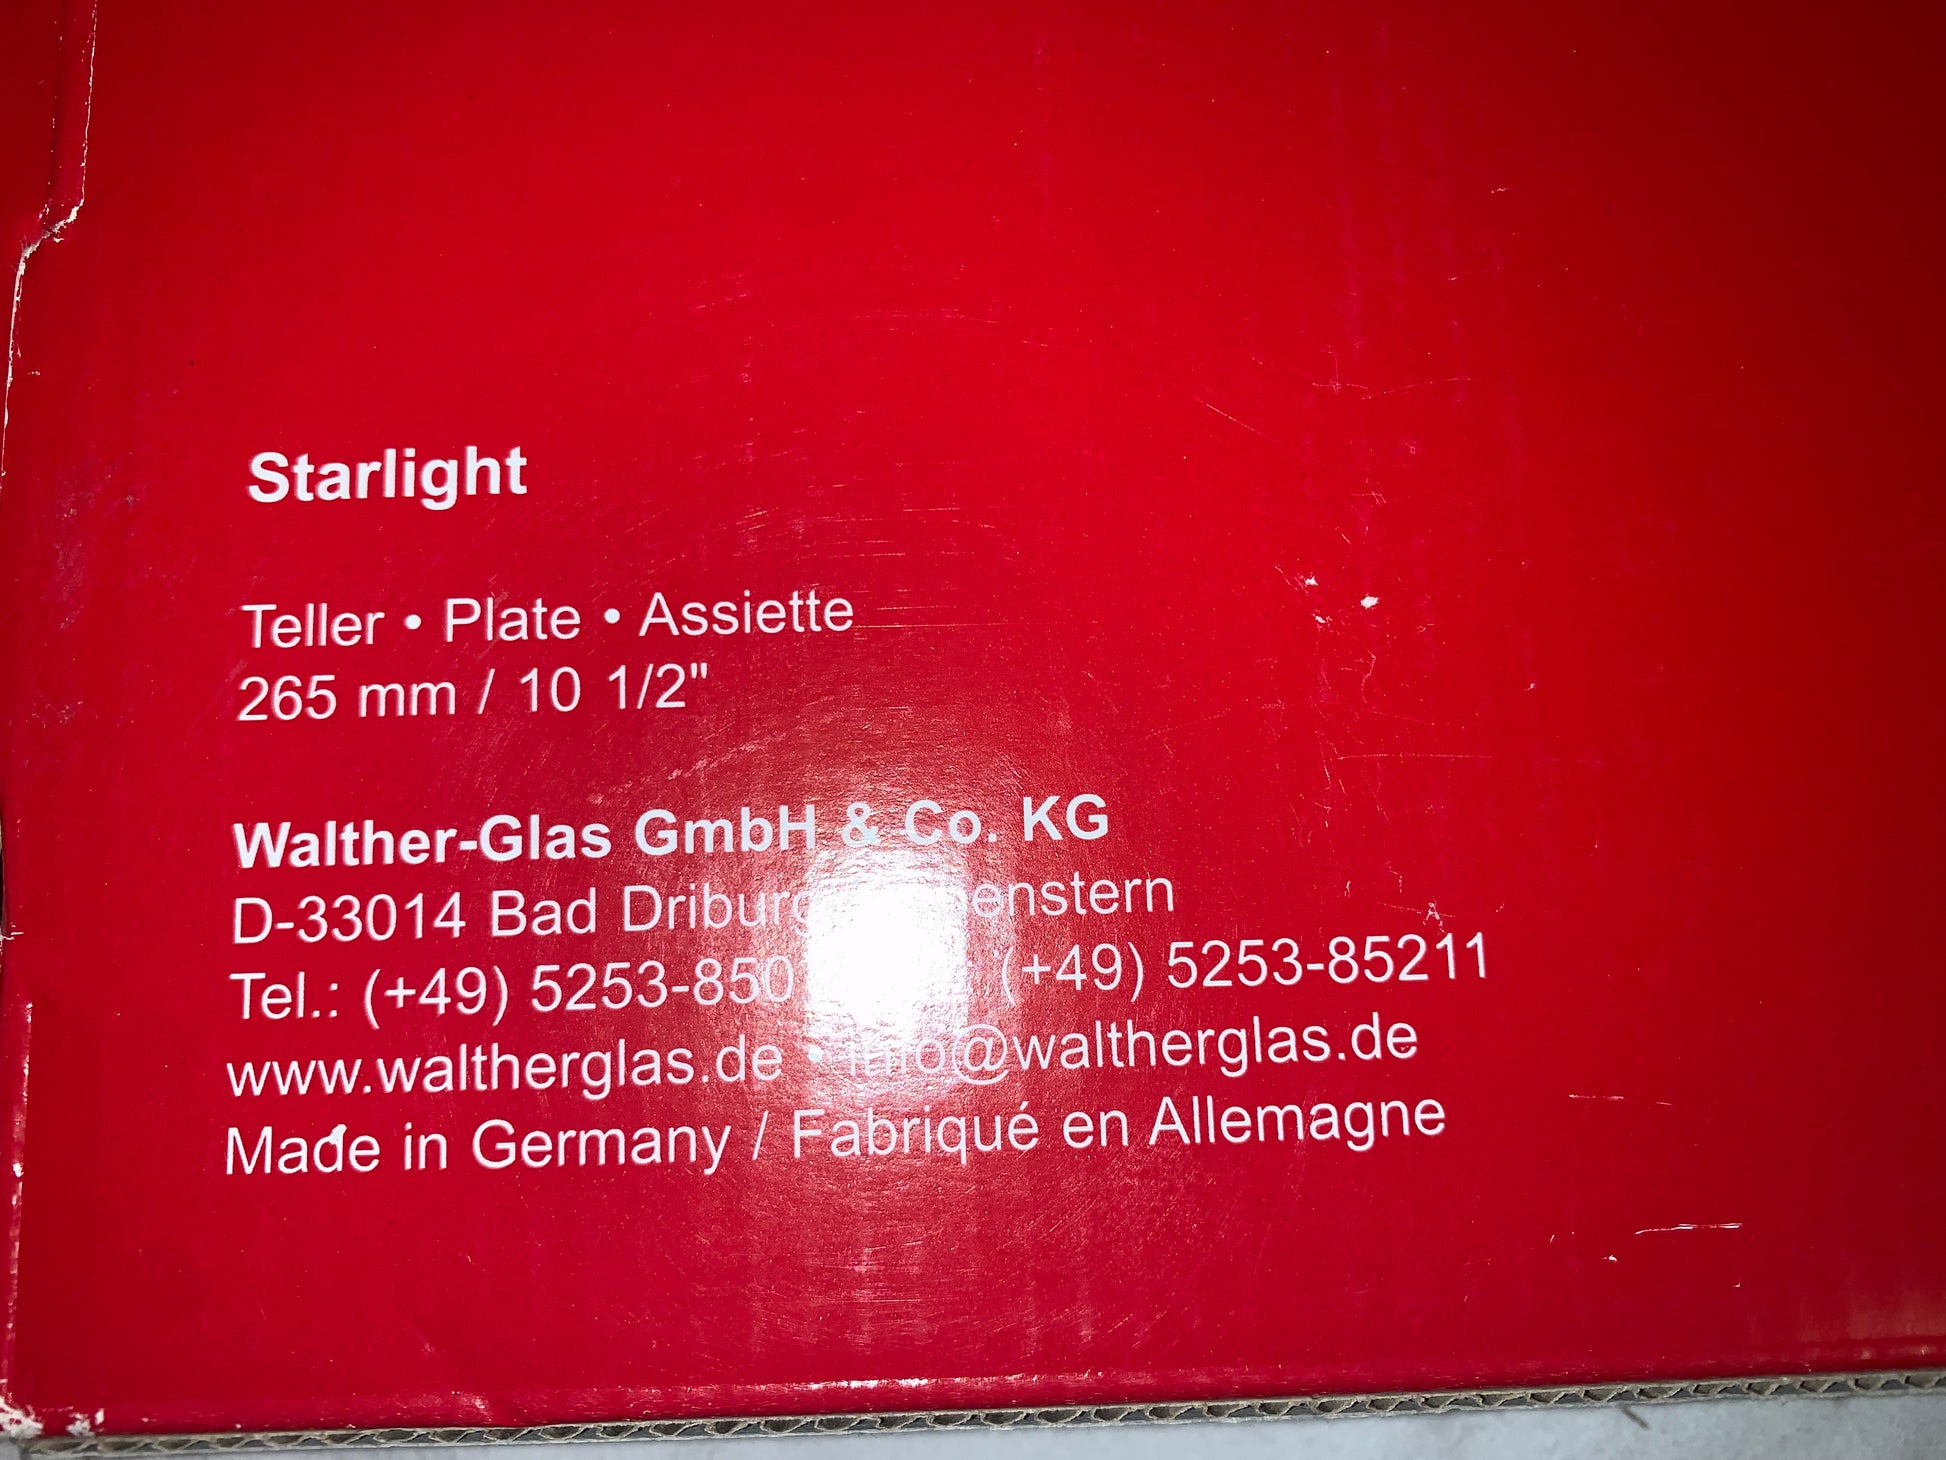 Starlight
Teller • Plate • Assiette
265 mm / 10 1/2"
Walther-Glas GmbH & Co. KG
D-33014 Bad
Tel.: (+49) 5253-850 (+49) 5253-85211
www.waltherglas.de • info@waltherglas.de
Made in Germany / Fabriqué en Allemagne